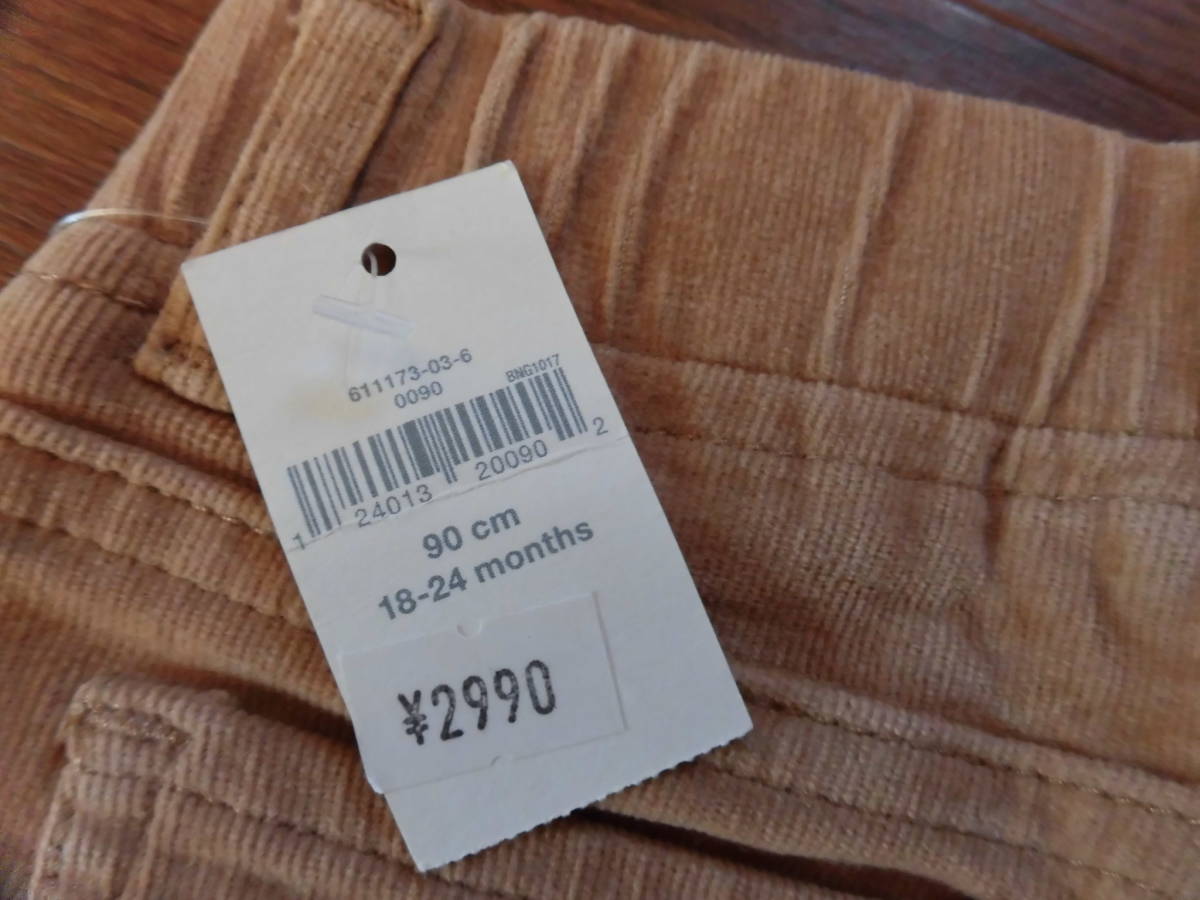 611173-03-6
0090
BNG1017
1 24013 20090 2
90 cm
18-24 months
¥2990